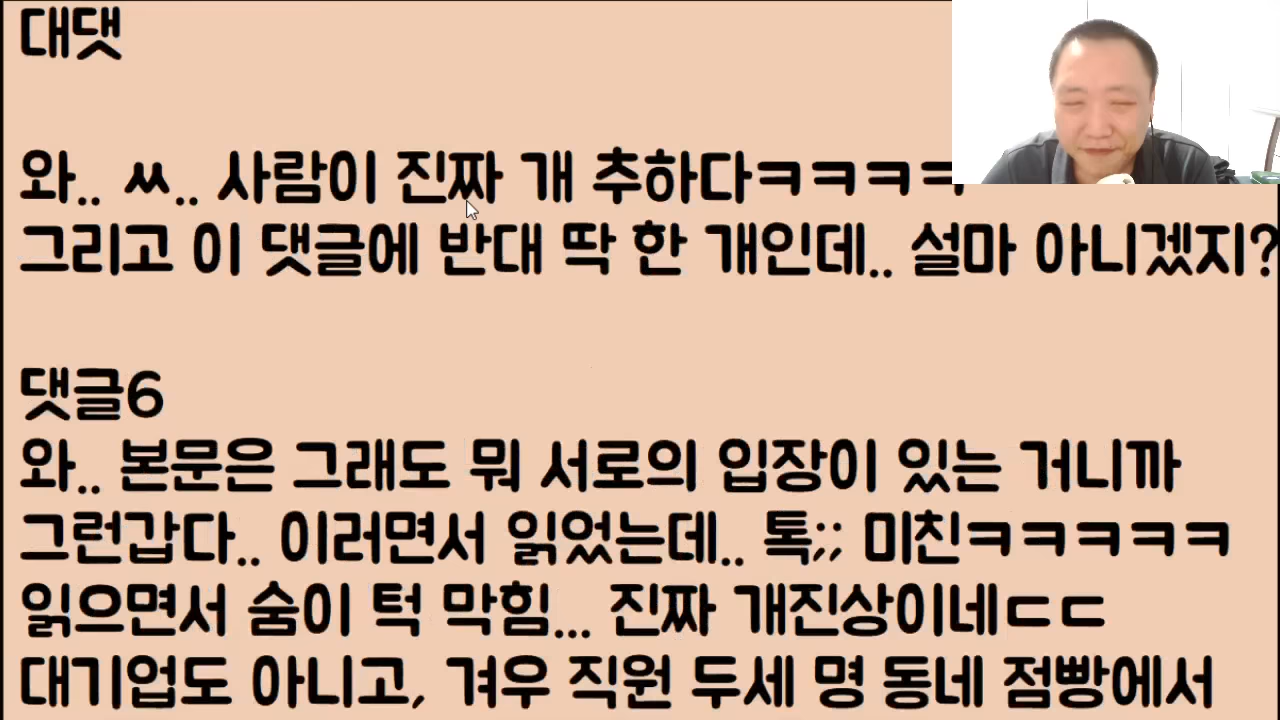 대댓
와.. ㅆ.. 사람이 진짜 개 추하다ㅋㅋㅋㅋ
그리고 이 댓글에 반대 딱 한 개인데.. 설마 아니겠지?
댓글6
와.. 본문은 그래도 뭐 서로의 입장이 있는 거니까
그런갑다.. 이러면서 읽었는데.. 톡;; 미친ㅋㅋㅋㅋㅋ
읽으면서 숨이 턱 막힘... 진짜 개진상이네ㄷㄷ
대기업도 아니고, 겨우 직원 두세 명 동네 점빵에서